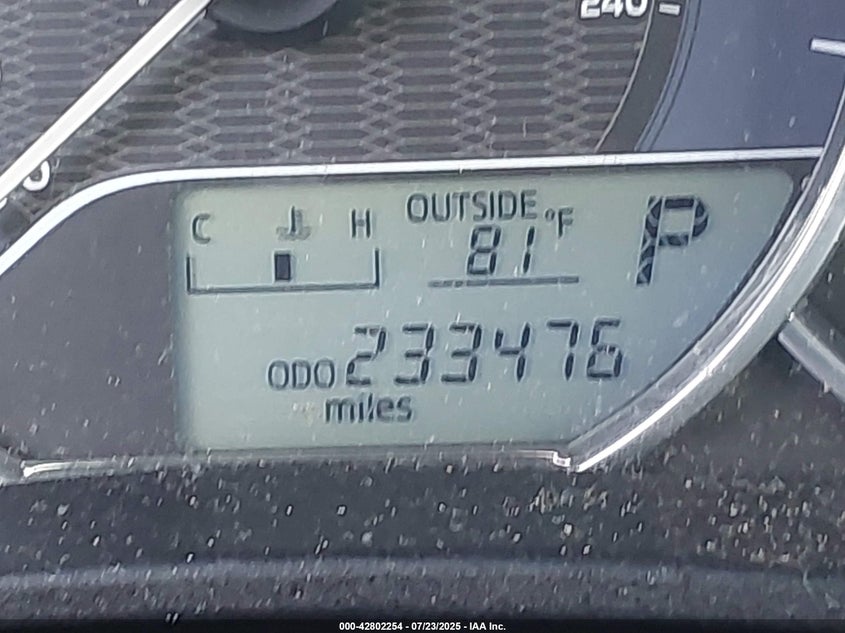 240
C H
OUTSIDE °F
81
P
ODO 233476
miles
000-42802254 - 07/23/2025 - IAA Inc.